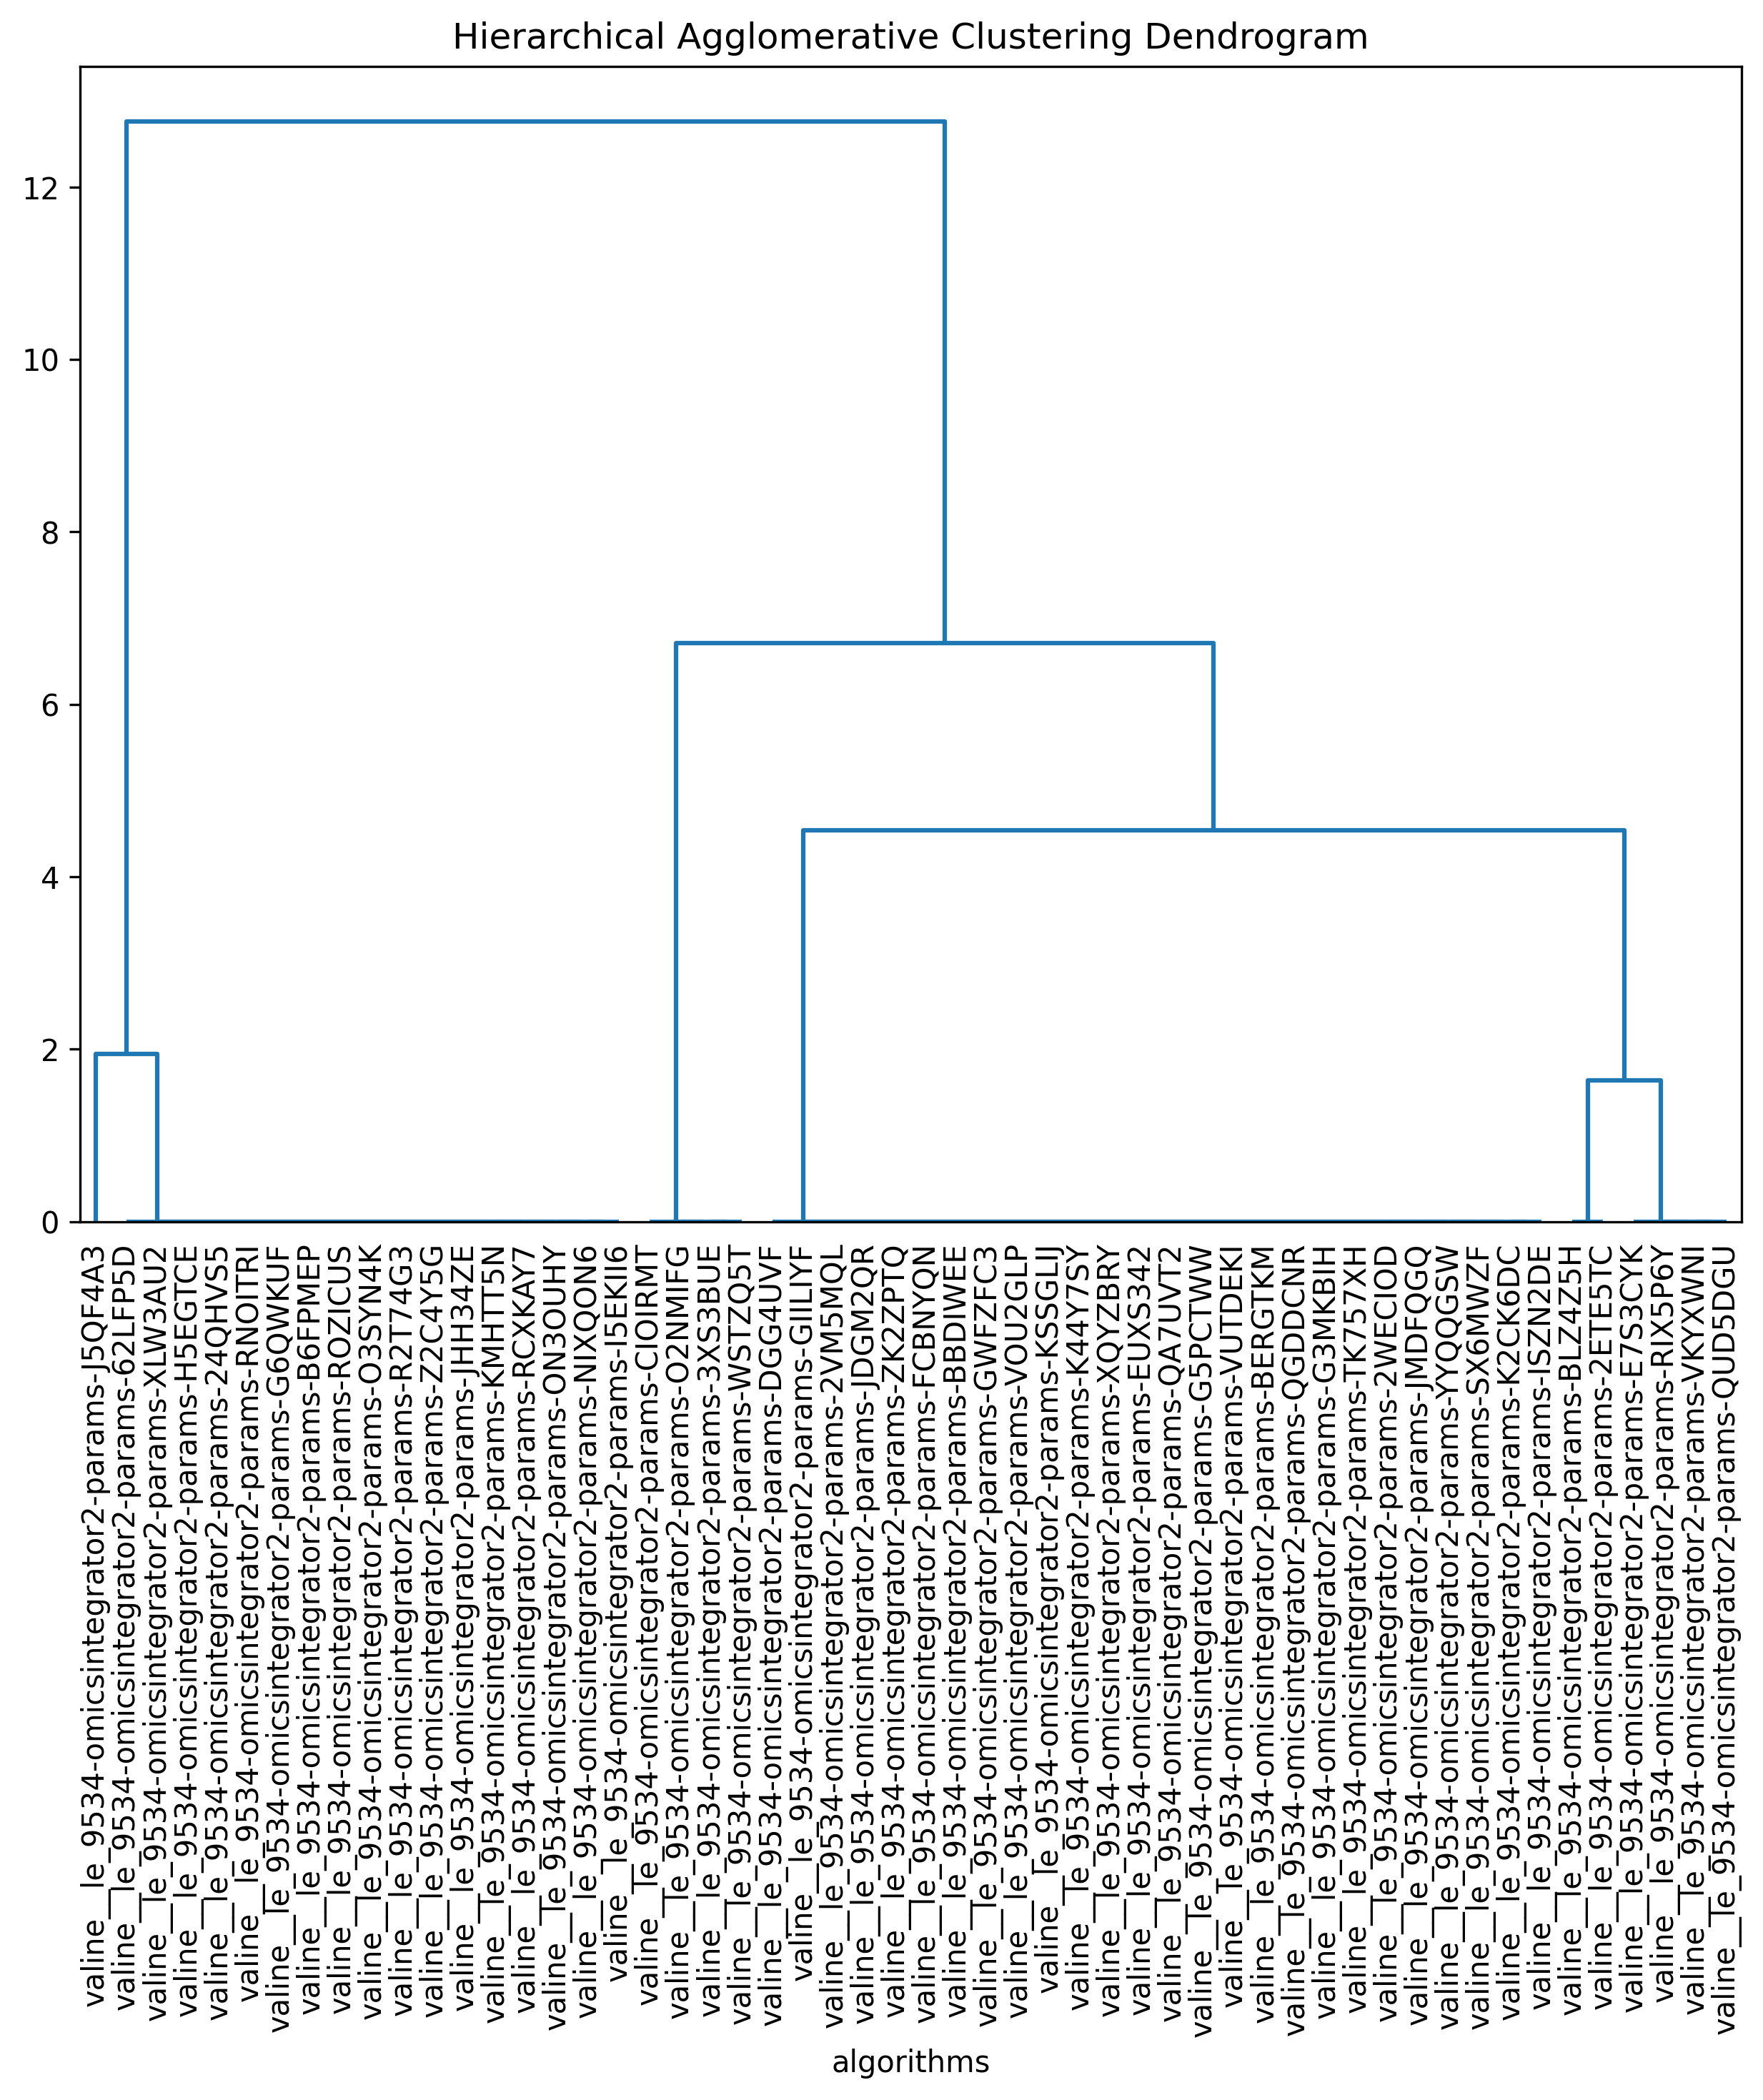 Hierarchical Agglomerative Clustering Dendrogram
12
10
8
6
4
2
0
valine__le_9534-omicsintegrator2-params-J5QF4A3
valine__le_9534-omicsintegrator2-params-62LFP5D
valine__le_9534-omicsintegrator2-params-XLW3AU2
valine__le_9534-omicsintegrator2-params-H5EGTCE
valine__le_9534-omicsintegrator2-params-24QHVS5
valine__le_9534-omicsintegrator2-params-RNOITRI
valine__le_9534-omicsintegrator2-params-G6QWKUF
valine__le_9534-omicsintegrator2-params-B6FPMEP
valine__le_9534-omicsintegrator2-params-ROZICUS
valine__le_9534-omicsintegrator2-params-O3SYN4K
valine__le_9534-omicsintegrator2-params-R2T74G3
valine__le_9534-omicsintegrator2-params-Z2C4Y5G
valine__le_9534-omicsintegrator2-params-JHH34ZE
valine__le_9534-omicsintegrator2-params-KMHTT5N
valine__le_9534-omicsintegrator2-params-RCXKAY7
valine__le_9534-omicsintegrator2-params-ON3OUHY
valine__le_9534-omicsintegrator2-params-NIXQON6
valine__le_9534-omicsintegrator2-params-I5EKII6
valine__le_9534-omicsintegrator2-params-CIOIRMT
valine__le_9534-omicsintegrator2-params-O2NMIFG
valine__le_9534-omicsintegrator2-params-3XS3BUE
valine__le_9534-omicsintegrator2-params-WSTZQ5T
valine__le_9534-omicsintegrator2-params-DGG4UVF
valine__le_9534-omicsintegrator2-params-GIILIYF
valine__le_9534-omicsintegrator2-params-2VM5MQL
valine__le_9534-omicsintegrator2-params-JDGM2QR
valine__le_9534-omicsintegrator2-params-ZK2ZPTQ
valine__le_9534-omicsintegrator2-params-FCBNYQN
valine__le_9534-omicsintegrator2-params-BBDIWEE
valine__le_9534-omicsintegrator2-params-GWFZFC3
valine__le_9534-omicsintegrator2-params-VOU2GLP
valine__le_9534-omicsintegrator2-params-KSSGLIJ
valine__le_9534-omicsintegrator2-params-K44Y7SY
valine__le_9534-omicsintegrator2-params-XQYZBRY
valine__le_9534-omicsintegrator2-params-EUXS342
valine__le_9534-omicsintegrator2-params-QA7UVT2
valine__le_9534-omicsintegrator2-params-G5PCTWW
valine__le_9534-omicsintegrator2-params-VUTDEKI
valine__le_9534-omicsintegrator2-params-BERGTKM
valine__le_9534-omicsintegrator2-params-QGDDCNR
valine__le_9534-omicsintegrator2-params-G3MKBIH
valine__le_9534-omicsintegrator2-params-TK757XH
valine__le_9534-omicsintegrator2-params-2WECIOD
valine__le_9534-omicsintegrator2-params-JMDFQGQ
valine__le_9534-omicsintegrator2-params-YYQQGSW
valine__le_9534-omicsintegrator2-params-SX6MWZF
valine__le_9534-omicsintegrator2-params-K2CK6DC
valine__le_9534-omicsintegrator2-params-ISZN2DE
valine__le_9534-omicsintegrator2-params-BLZ4Z5H
valine__le_9534-omicsintegrator2-params-2ETE5TC
valine__le_9534-omicsintegrator2-params-E7S3CYK
valine__le_9534-omicsintegrator2-params-RIX5P6Y
valine__le_9534-omicsintegrator2-params-VKYXWNI
valine__le_9534-omicsintegrator2-params-QUD5DGU
algorithms